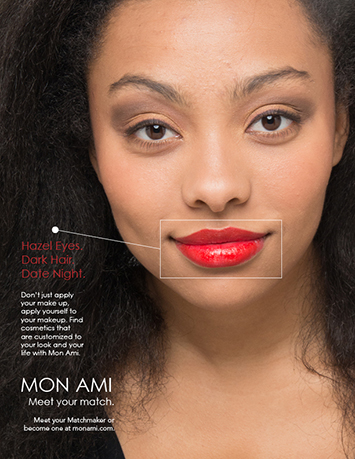 Hazel Eyes.
Dark Hair.
Date Night.
Don't just apply
your make up,
apply yourself to
your makeup. Find
cosmetics that
are customized to
your look and your
life with Mon Ami.
MON AMI
Meet your match.
Meet your Matchmaker or
become one at monami.com.